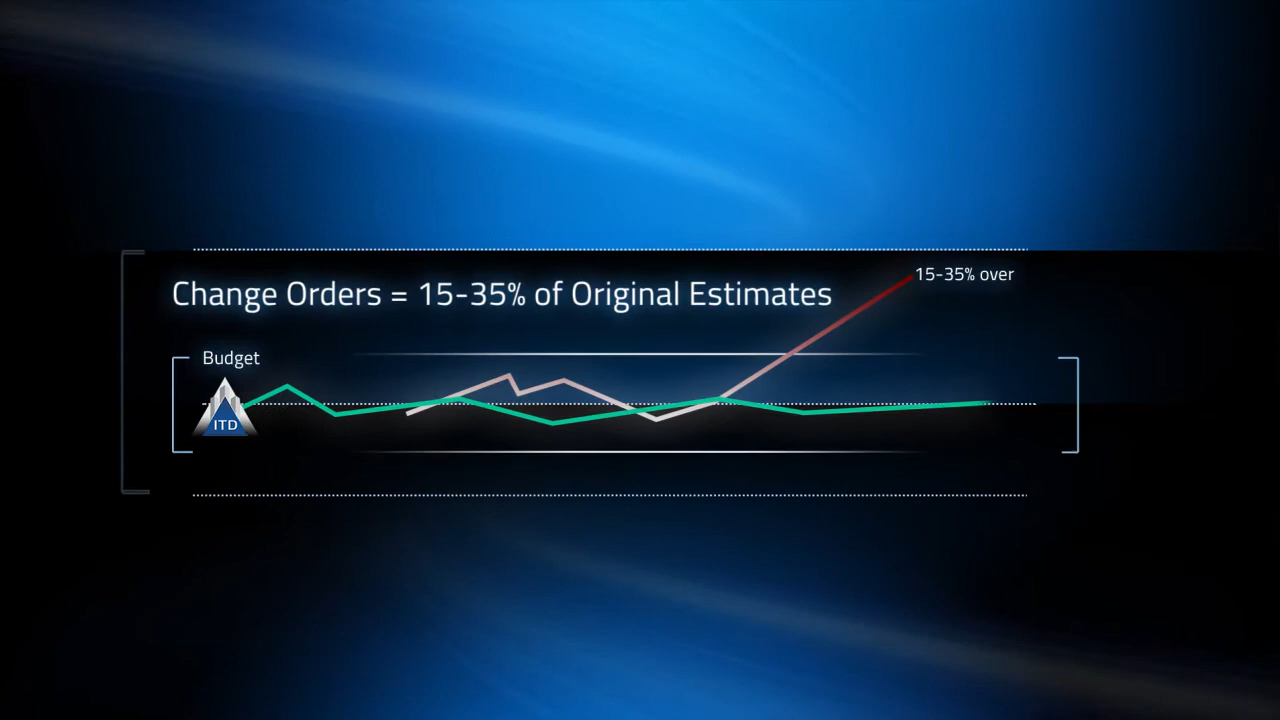 Change Orders = 15-35% of Original Estimates
15-35% over
Budget
ITD